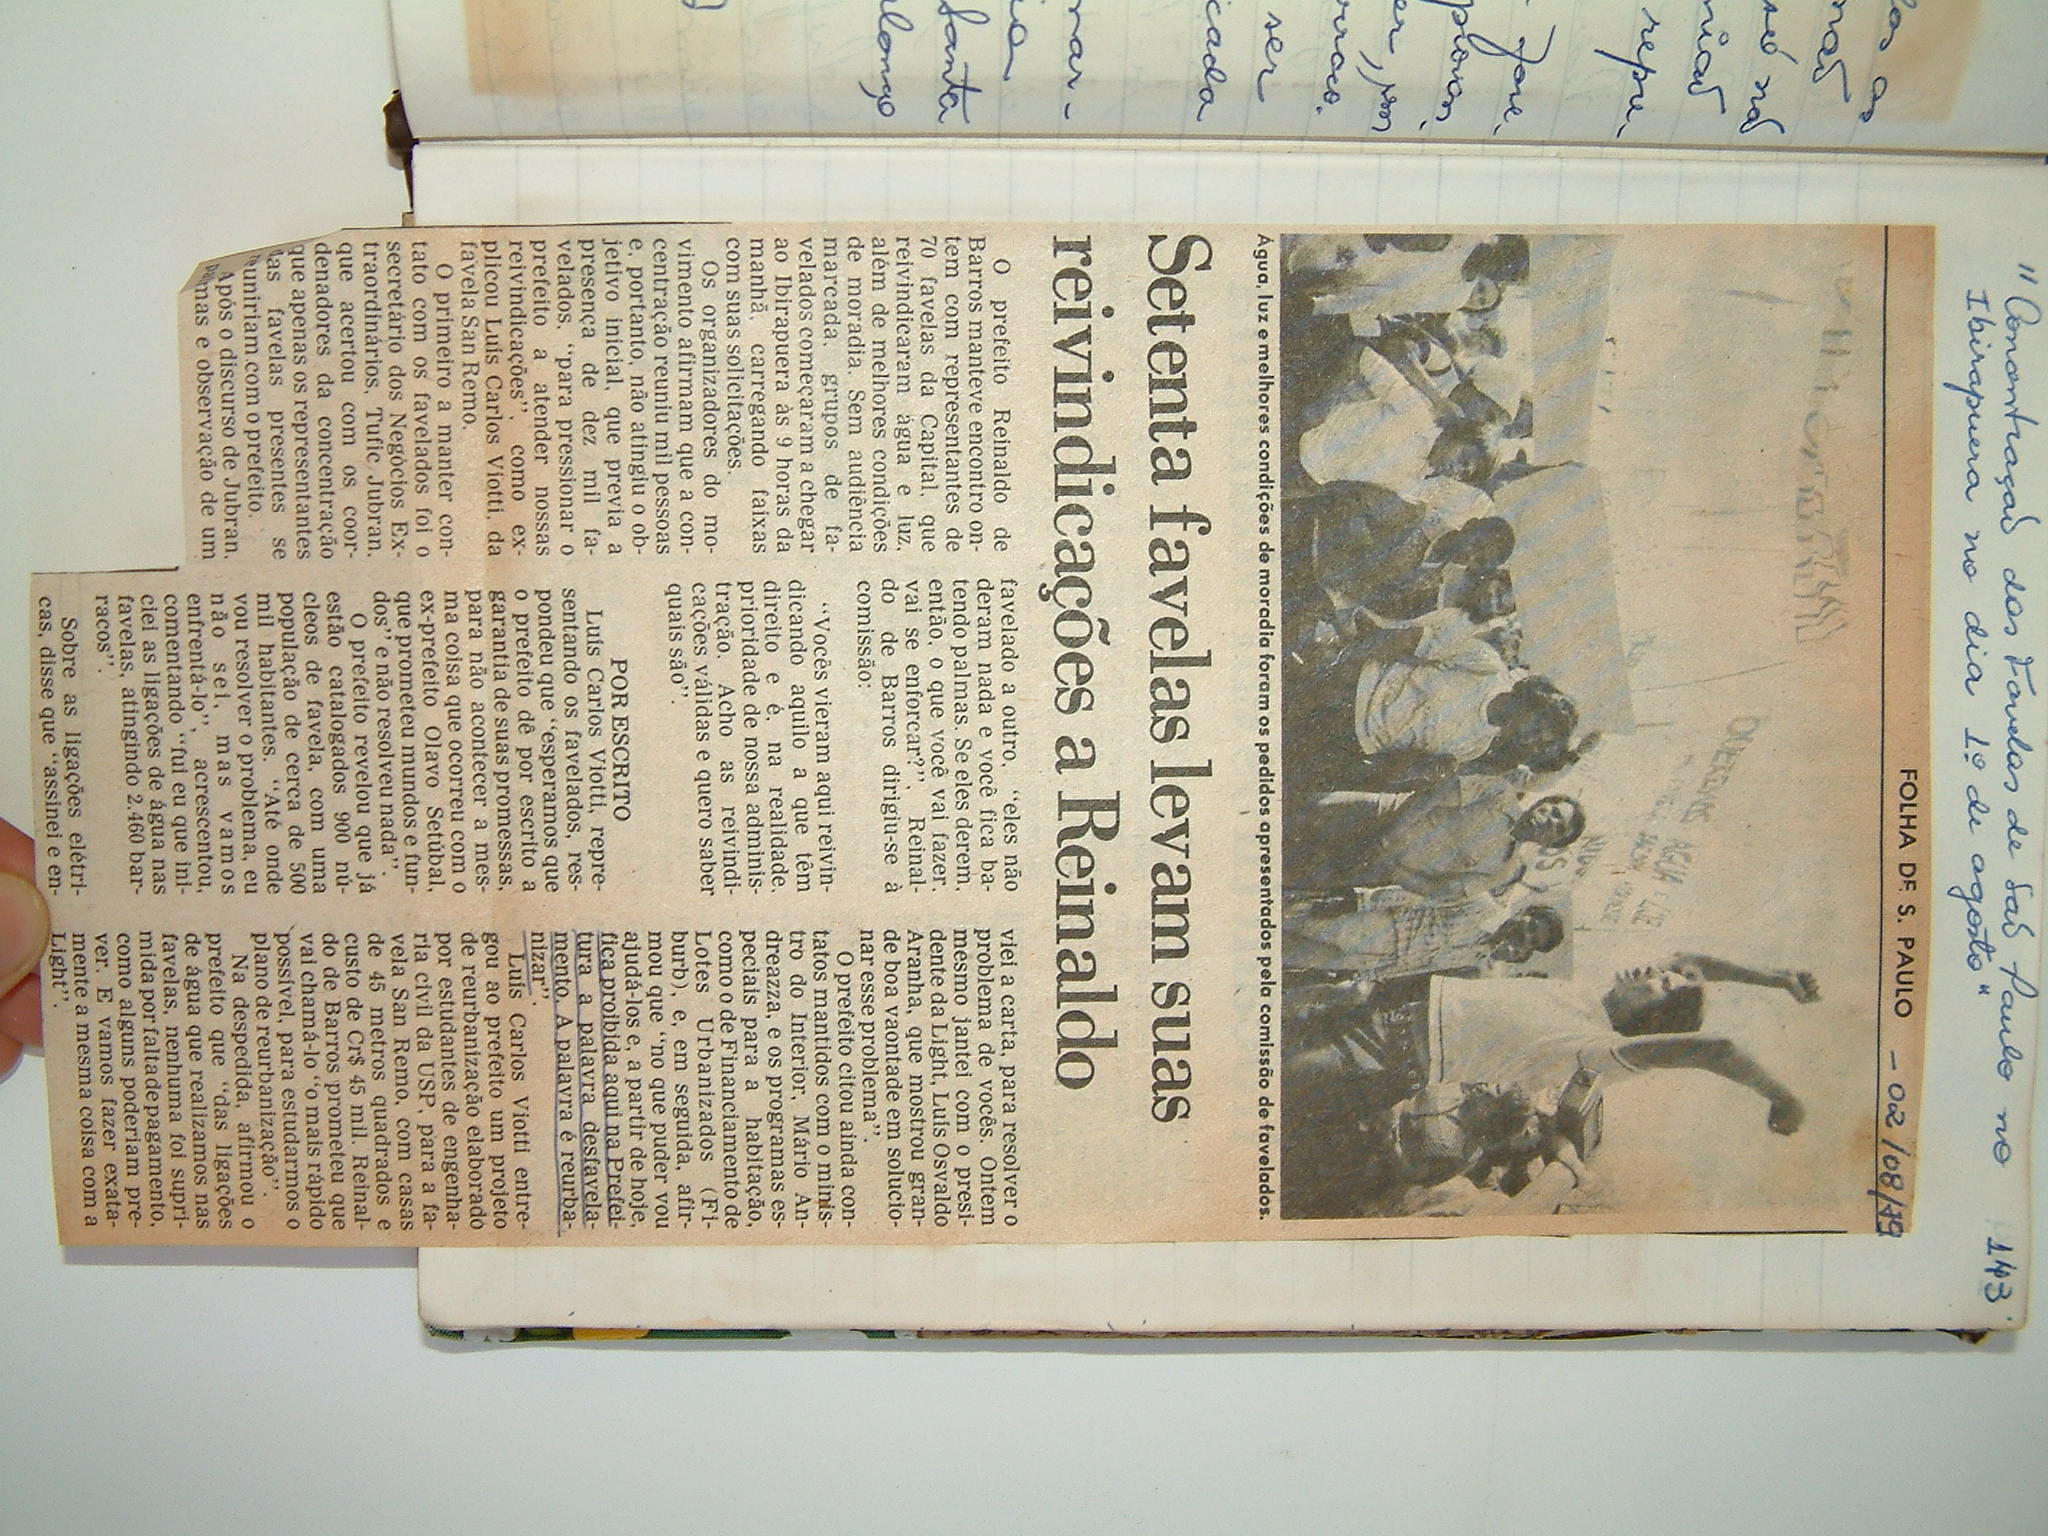 "Concentração das Favelas de São Paulo no
Ibirapuera no dia 1º de agosto"
143
FOLHA DE S. PAULO - 02/08/79
QUEREMOS AGUA E LUZ
Água, luz e melhores condições de moradia foram os pedidos apresentados pela comissão de favelados.
Setenta favelas levam suas
reivindicações a Reinaldo
O prefeito Reinaldo de
Barros manteve encontro on-
tem com representantes de
70 favelas da Capital, que
reivindicaram água e luz,
além de melhores condições
de moradia. Sem audiência
marcada, grupos de fa-
velados começaram a chegar
ao Ibirapuera às 9 horas da
manhã, carregando faixas
com suas solicitações.
Os organizadores do mo-
vimento afirmam que a con-
centração reuniu mil pessoas
e, portanto, não atingiu o ob-
jetivo inicial, que previa a
presença de dez mil fa-
velados, "para pressionar o
prefeito a atender nossas
reivindicações", como ex-
plicou Luís Carlos Viotti, da
favela San Remo.
O primeiro a manter con-
tato com os favelados foi o
secretário dos Negócios Ex-
traordinários, Tufic Jubran,
que acertou com os coor-
denadores da concentração
que apenas os representantes
das favelas presentes se
reuniriam com o prefeito.
Após o discurso de Jubran,
palmas e observação de um
favelado a outro, "eles não
deram nada e você fica ba-
tendo palmas. Se eles derem,
então, o que você vai fazer,
vai se enforcar?". Reinal-
do de Barros dirigiu-se à
comissão:
"Vocês vieram aqui reivin-
dicando aquilo a que têm
direito e é, na realidade,
prioridade de nossa adminis-
tração. Acho as reivindi-
cações válidas e quero saber
quais são".
POR ESCRITO
Luís Carlos Viotti, repre-
sentando os favelados, res-
pondeu que "esperamos que
o prefeito dê por escrito a
garantia de suas promessas,
para não acontecer a mes-
ma coisa que ocorreu com o
ex-prefeito Olavo Setúbal,
que prometeu mundos e fun-
dos" e não resolveu nada".
O prefeito revelou que já
estão catalogados 900 nú-
cleos de favela, com uma
população de cerca de 500
mil habitantes. "Até onde
vou resolver o problema, eu
não sei, mas vamos
enfrentá-lo", acrescentou,
comentando "fui eu que ini-
ciei as ligações de água nas
favelas, atingindo 2.460 bar-
racos".
Sobre as ligações elétri-
cas, disse que "assinei e en-
viei a carta, para resolver o
problema de vocês. Ontem
mesmo jantei com o presi-
dente da Light, Luís Osvaldo
Aranha, que mostrou gran-
de boa vaontade em solucio-
nar esse problema".
O prefeito citou ainda con-
tatos mantidos com o minis-
tro do Interior, Mário An-
dreazza, e os programas es-
peciais para a habitação,
como o de Financiamento de
Lotes Urbanizados (Fi-
burb), e, em seguida, afir-
mou que "no que puder vou
ajudá-los e, a partir de hoje,
fica proibida aqui na Prefei-
tura a palavra desfavela-
mento. A palavra é reurba-
nizar".
Luís Carlos Viotti entre-
gou ao prefeito um projeto
de reurbanização elaborado
por estudantes de engenha-
ria civil da USP, para a fa-
vela San Remo, com casas
de 45 metros quadrados e
custo de Cr$ 45 mil. Reinal-
do de Barros prometeu que
vai chamá-lo "o mais rápido
possível, para estudarmos o
plano de reurbanização".
Na despedida, afirmou o
prefeito que "das ligações
de água que realizamos nas
favelas, nenhuma foi supri-
mida por falta de pagamento,
como alguns poderiam pre-
ver. E vamos fazer exata-
mente a mesma coisa com a
Light".